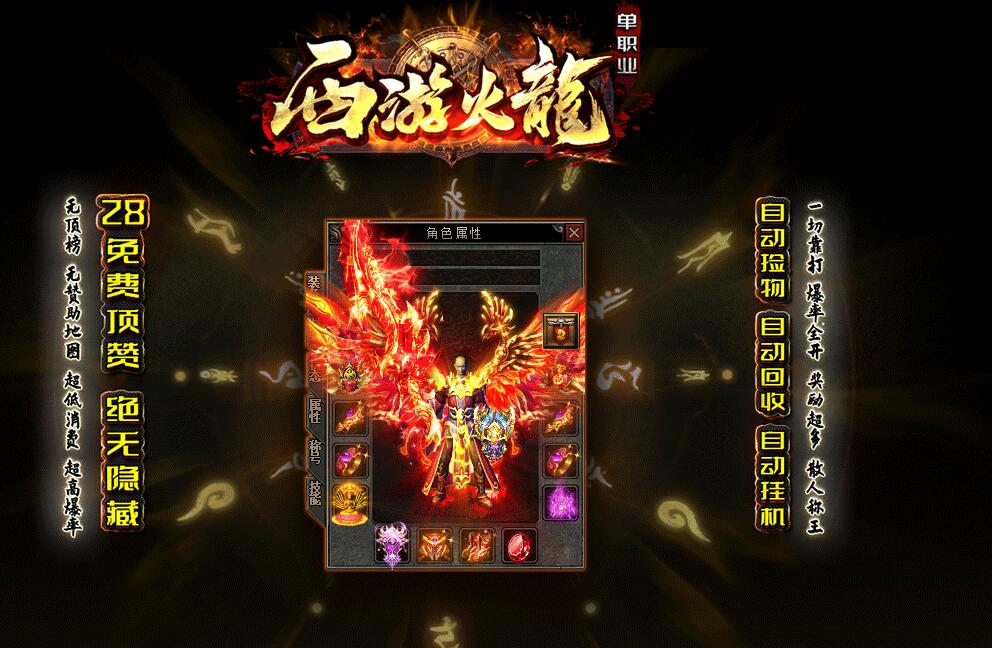 西游火龍
单职业
无顶榜 无赞助地图 超低消费 超高爆率
28免费顶赞 绝无隐藏
角色属性
装
态
属性
称号
技能
自动捡物 自动回收 自动挂机
一切靠打 爆率全开 奖励超多 散人称王